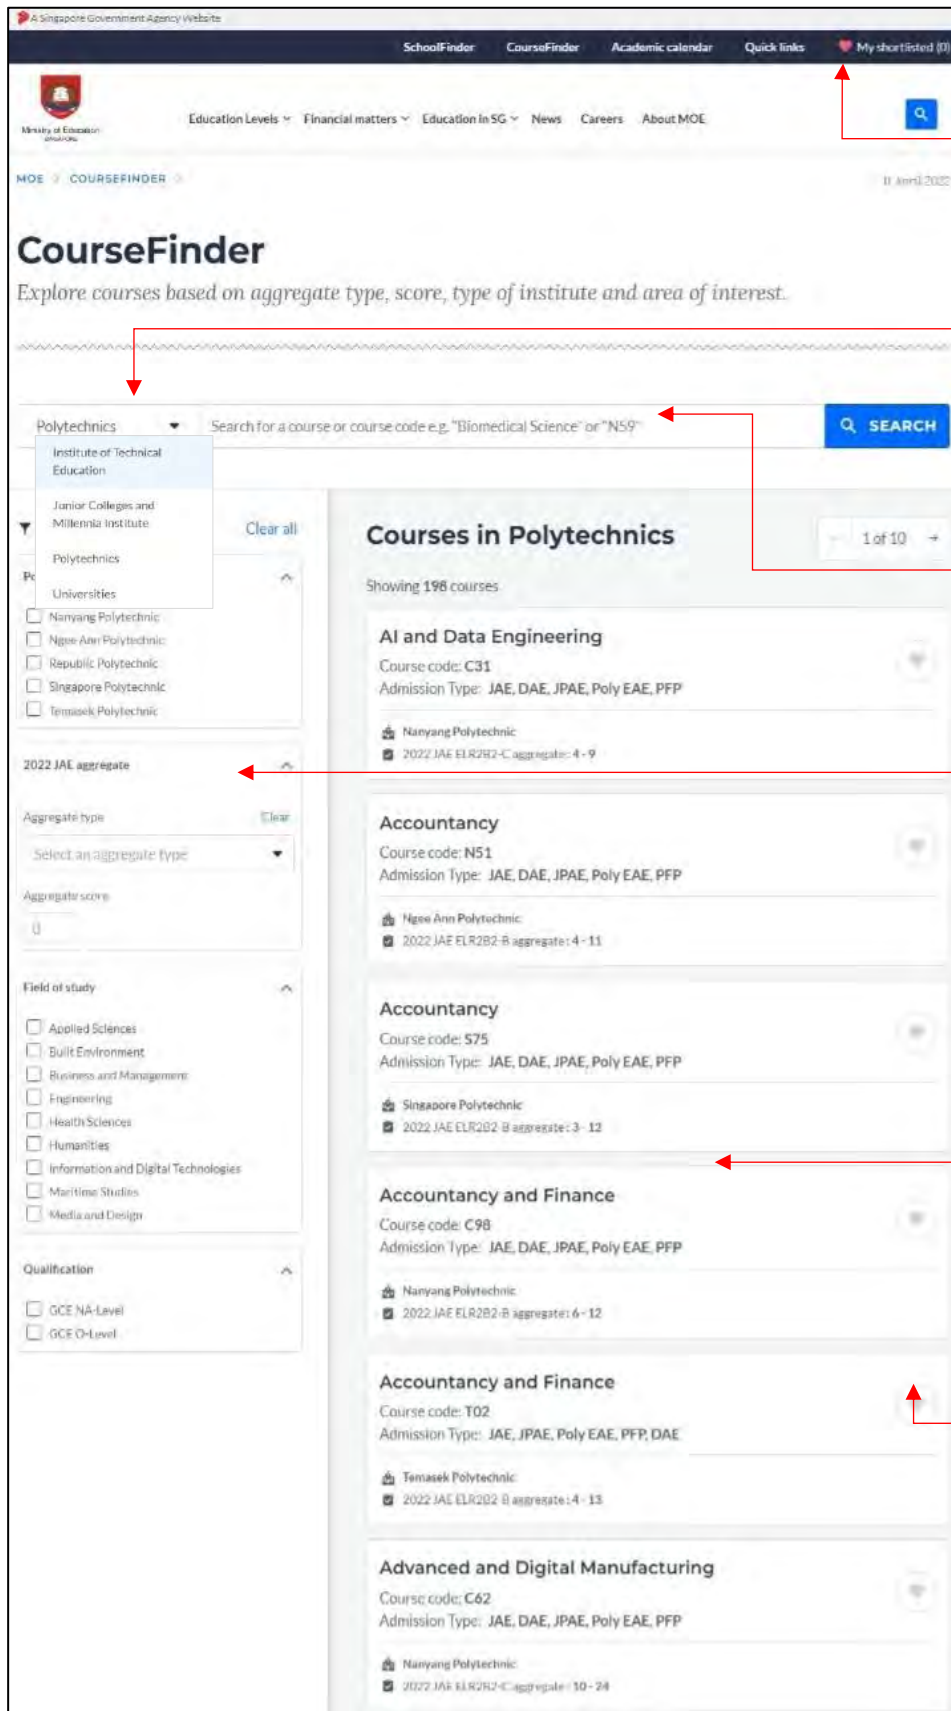 A Singapore Government Agency Website
SchoolFinder CourseFinder Academic calendar Quick links My shortlisted (0)
Ministry of Education
SINGAPORE
Education Levels Financial matters Education in SG News Careers About MOE
MOE COURSEFINDER
April 2022
CourseFinder
Explore courses based on aggregate type, score, type of institute and area of interest.
Polytechnics Search for a course or course code e.g. "Biomedical Science" or "N59" SEARCH
Institute of Technical
Education
Junior Colleges and
Millennia Institute
Polytechnics
Universities
Clear all
Po
Nanyang Polytechnic
Ngee Ann Polytechnic
Republic Polytechnic
Singapore Polytechnic
Temasek Polytechnic
2022 JAE aggregate
Aggregate type Clear
Select an aggregate type
Aggregate score
0
Field of study
Applied Sciences
Built Environment
Business and Management
Engineering
Health Sciences
Humanities
Information and Digital Technologies
Maritime Studies
Media and Design
Qualification
GCE NA-Level
GCE O-Level
Courses in Polytechnics
1 of 10
Showing 198 courses
AI and Data Engineering
Course code: C31
Admission Type: JAE, DAE, JPAE, Poly EAE, PFP
Nanyang Polytechnic
2022 JAE ELR2B2-C aggregate: 4 - 9
Accountancy
Course code: N51
Admission Type: JAE, DAE, JPAE, Poly EAE, PFP
Ngee Ann Polytechnic
2022 JAE ELR2B2-B aggregate: 4 - 11
Accountancy
Course code: S75
Admission Type: JAE, DAE, JPAE, Poly EAE, PFP
Singapore Polytechnic
2022 JAE ELR2B2-B aggregate: 3 - 12
Accountancy and Finance
Course code: C98
Admission Type: JAE, DAE, JPAE, Poly EAE, PFP
Nanyang Polytechnic
2022 JAE ELR2B2-B aggregate: 6 - 12
Accountancy and Finance
Course code: T02
Admission Type: JAE, JPAE, Poly EAE, PFP, DAE
Temasek Polytechnic
2022 JAE ELR2B2-B aggregate: 4 - 13
Advanced and Digital Manufacturing
Course code: C62
Admission Type: JAE, DAE, JPAE, Poly EAE, PFP
Nanyang Polytechnic
2022 JAE ELR2B2-C aggregate: 10 - 24